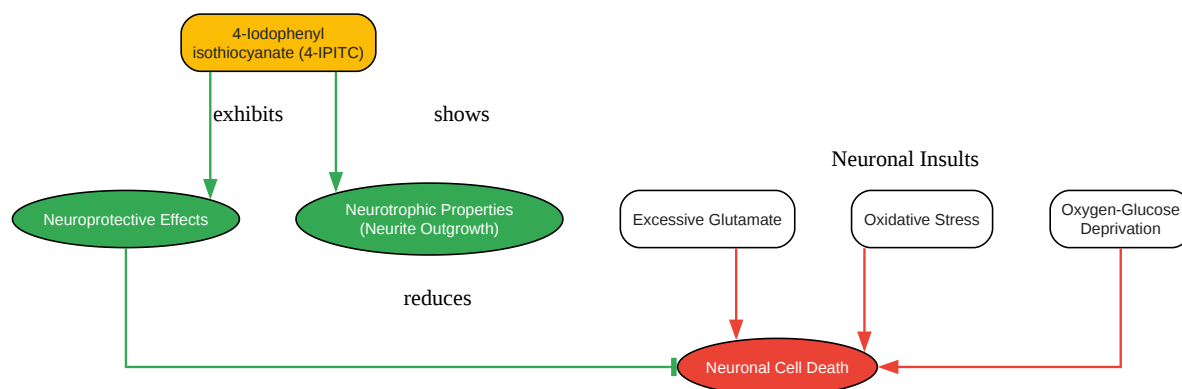 4-Iodophenyl
isothiocyanate (4-IPITC)
exhibits
shows
Neuronal Insults
Neuroprotective Effects
Neurotrophic Properties
(Neurite Outgrowth)
Excessive Glutamate
Oxidative Stress
Oxygen-Glucose
Deprivation
reduces
Neuronal Cell Death